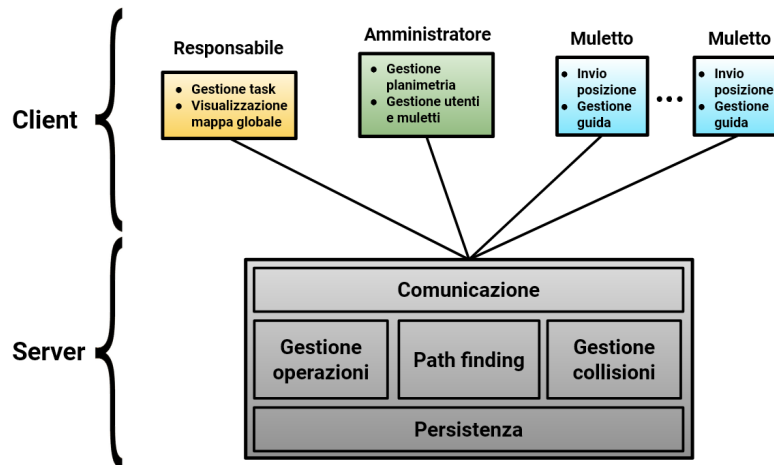 Responsabile
Amministratore
Muletto
Muletto
Client
• Gestione task
• Visualizzazione
mappa globale
• Gestione
planimetria
• Gestione utenti
e muletti
• Invio
posizione
• Gestione
guida
...
• Invio
posizione
• Gestione
guida
Server
Comunicazione
Gestione
operazioni
Path finding
Gestione
collisioni
Persistenza